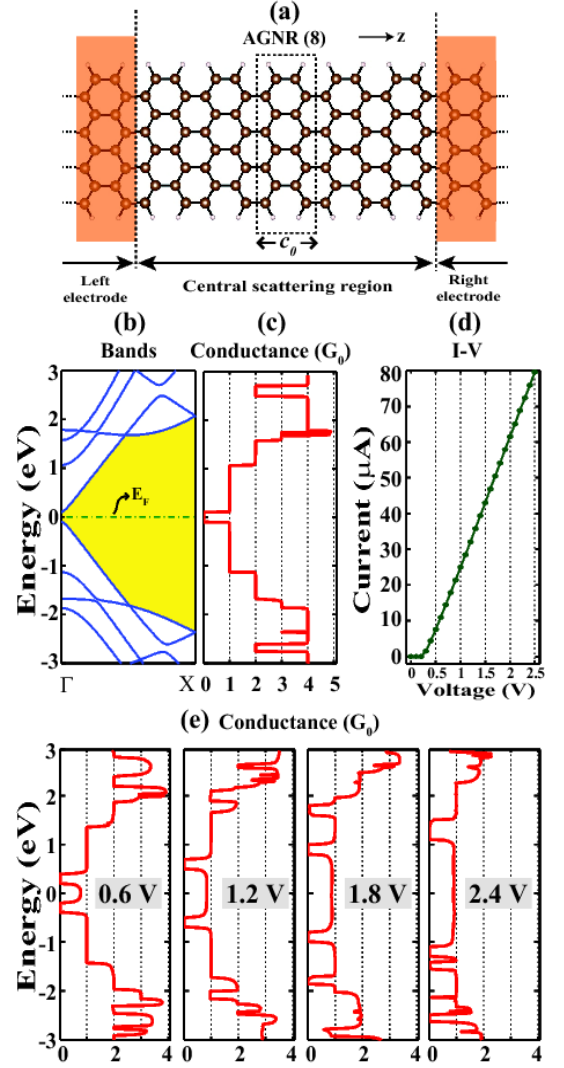 (a)
AGNR (8)
z
c0
Left
electrode
Central scattering region
Right
electrode
(b)
(c)
(d)
Bands
Conductance (G0)
I-V
Energy (eV)
3
2
1
0
-1
-2
-3
EF
Γ
X
0 1 2 3 4 5
Current (μA)
80
70
60
50
40
30
20
10
0
0.0 0.5 1.0 1.5 2.0 2.5
Voltage (V)
(e) Conductance (G0)
Energy (eV)
3
2
1
0
-1
-2
-3
0.6 V
1.2 V
1.8 V
2.4 V
0 2 4
0 2 4
0 2 4
0 2 4